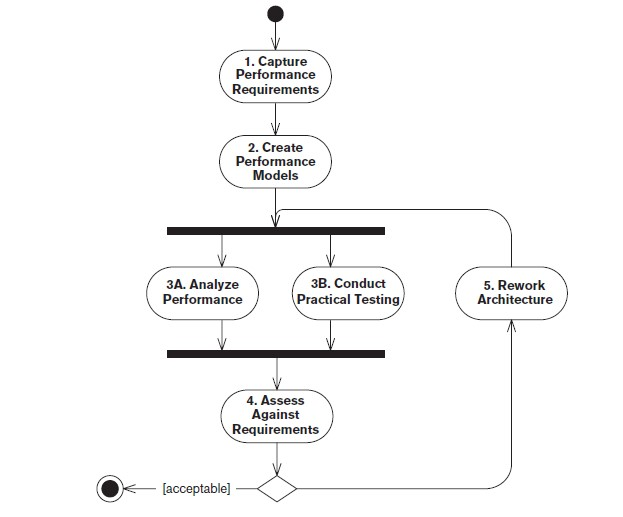 1. Capture
Performance
Requirements
2. Create
Performance
Models
3A. Analyze
Performance
3B. Conduct
Practical Testing
5. Rework
Architecture
4. Assess
Against
Requirements
[acceptable]